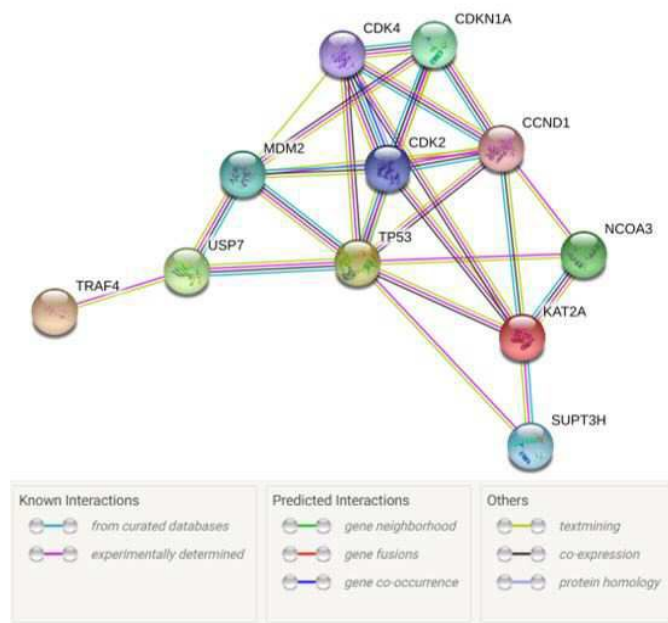 CDK4
CDKN1A
CCND1
MDM2
CDK2
NCOA3
USP7
TP53
TRAF4
KAT2A
SUPT3H
Known Interactions
from curated databases
experimentally determined
Predicted Interactions
gene neighborhood
gene fusions
gene co-occurrence
Others
textmining
co-expression
protein homology